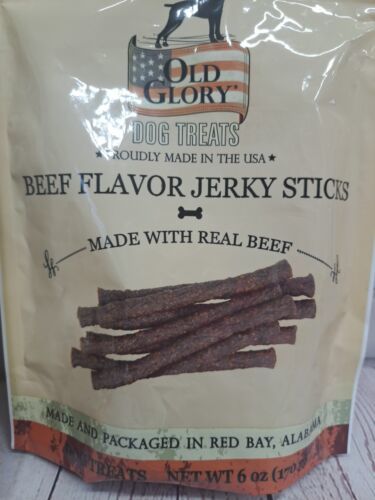 OLD
GLORY
DOG TREATS
PROUDLY MADE IN THE USA
BEEF FLAVOR JERKY STICKS
MADE WITH REAL BEEF
MADE AND PACKAGED IN RED BAY, ALABAMA
TREATS NET WT 6 OZ (170